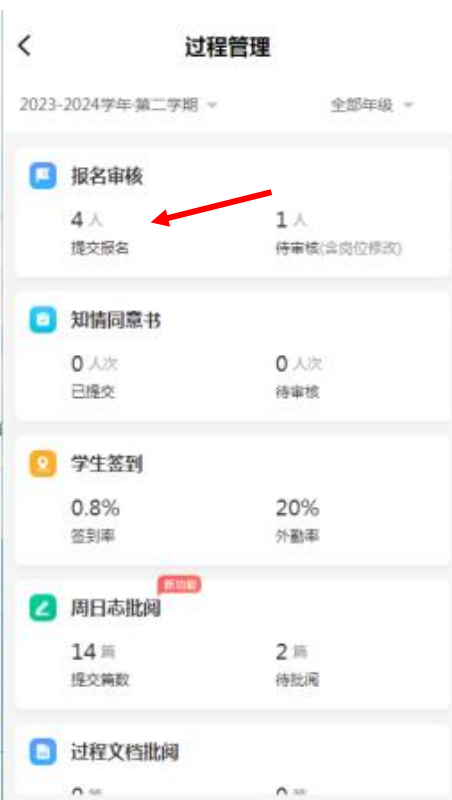 过程管理
2023-2024学年-第二学期 全部年级
报名审核
4人 1人
提交报名 待审核(含岗位修改)
知情同意书
0人次 0人次
已提交 待审核
学生签到
0.8% 20%
签到率 外勤率
新功能
周日志批阅
14篇 2篇
提交篇数 待批阅
过程文档批阅